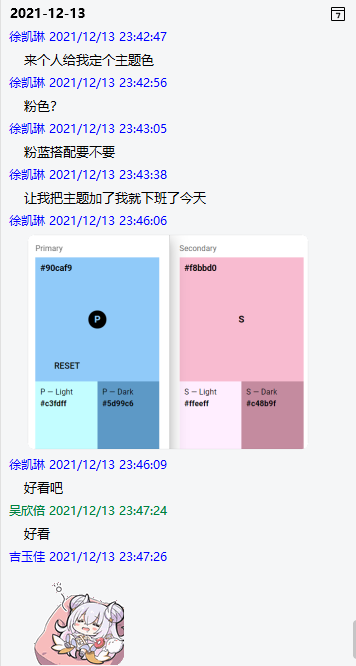 2021-12-13
7
徐凯琳 2021/12/13 23:42:47
来个人给我定个主题色
徐凯琳 2021/12/13 23:42:56
粉色？
徐凯琳 2021/12/13 23:43:05
粉蓝搭配要不要
徐凯琳 2021/12/13 23:43:38
让我把主题加了我就下班了今天
徐凯琳 2021/12/13 23:46:06
Primary
Secondary
#90caf9
#f8bbd0
P
S
RESET
P — Light
P — Dark
S — Light
S — Dark
#c3fdff
#5d99c6
#ffeeff
#c48b9f
徐凯琳 2021/12/13 23:46:09
好看吧
吴欣倍 2021/12/13 23:47:24
好看
吉玉佳 2021/12/13 23:47:26